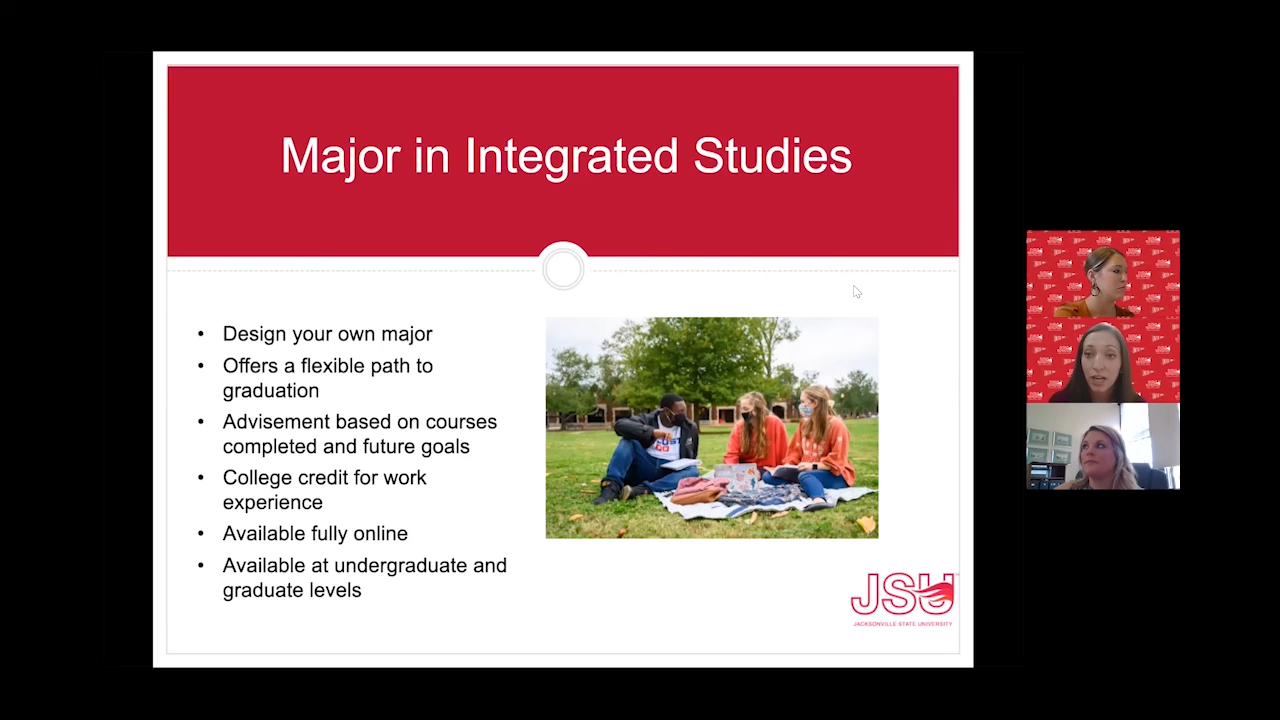 Major in Integrated Studies
• Design your own major
• Offers a flexible path to
graduation
• Advisement based on courses
completed and future goals
• College credit for work
experience
• Available fully online
• Available at undergraduate and
graduate levels
JSU
JACKSONVILLE STATE UNIVERSITY